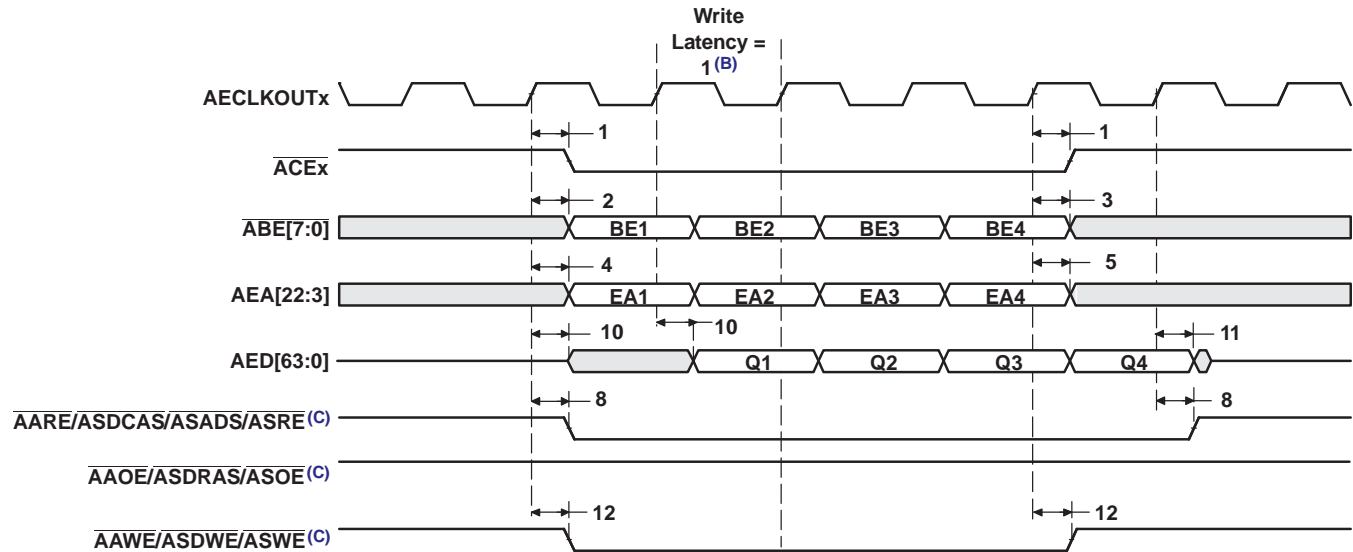 Write
Latency =
1(B)
AECLKOUTx
1 1
ACEx
2 3
ABE[7:0] BE1 BE2 BE3 BE4
4 5
AEA[22:3] EA1 EA2 EA3 EA4
10 10 11
AED[63:0] Q1 Q2 Q3 Q4
8 8
AARE/ASDCAS/ASADS/ASRE(C)
AAOE/ASDRAS/ASOE(C)
12 12
AAWE/ASDWE/ASWE(C)